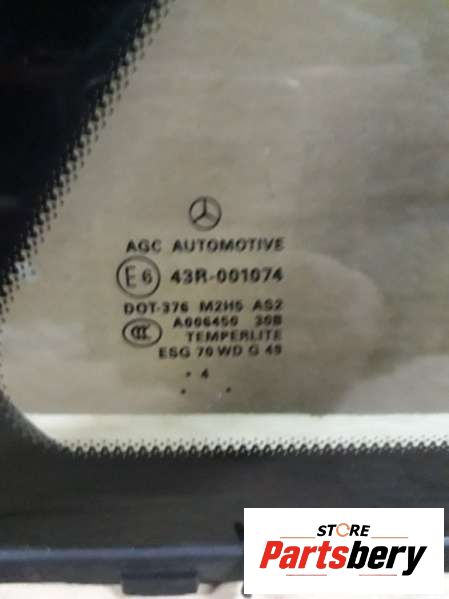 AGC AUTOMOTIVE
E6 43R-001074
DOT-376 M2H5 AS2
CCC A006450 30B
TEMPERLITE
ESG 70 WD G 49
. 4
. .
STORE
Partsbery